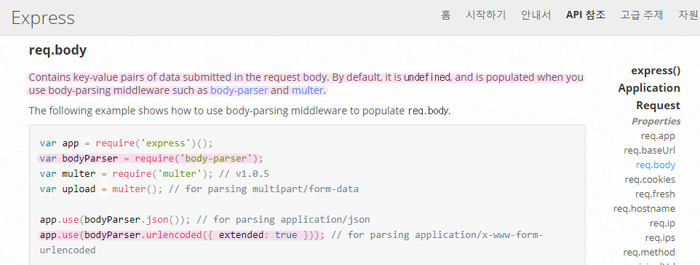 Express
홈 시작하기 안내서 API 참조 고급 주제 자원
req.body
Contains key-value pairs of data submitted in the request body. By default, it is undefined, and is populated when you
use body-parsing middleware such as body-parser and multer.
The following example shows how to use body-parsing middleware to populate req.body.
var app = require('express')();
var bodyParser = require('body-parser');
var multer = require('multer'); // v1.0.5
var upload = multer(); // for parsing multipart/form-data
app.use(bodyParser.json()); // for parsing application/json
app.use(bodyParser.urlencoded({ extended: true })); // for parsing application/x-www-form-
urlencoded
express()
Application
Request
Properties
req.app
req.baseUrl
req.body
req.cookies
req.fresh
req.hostname
req.ip
req.ips
req.method